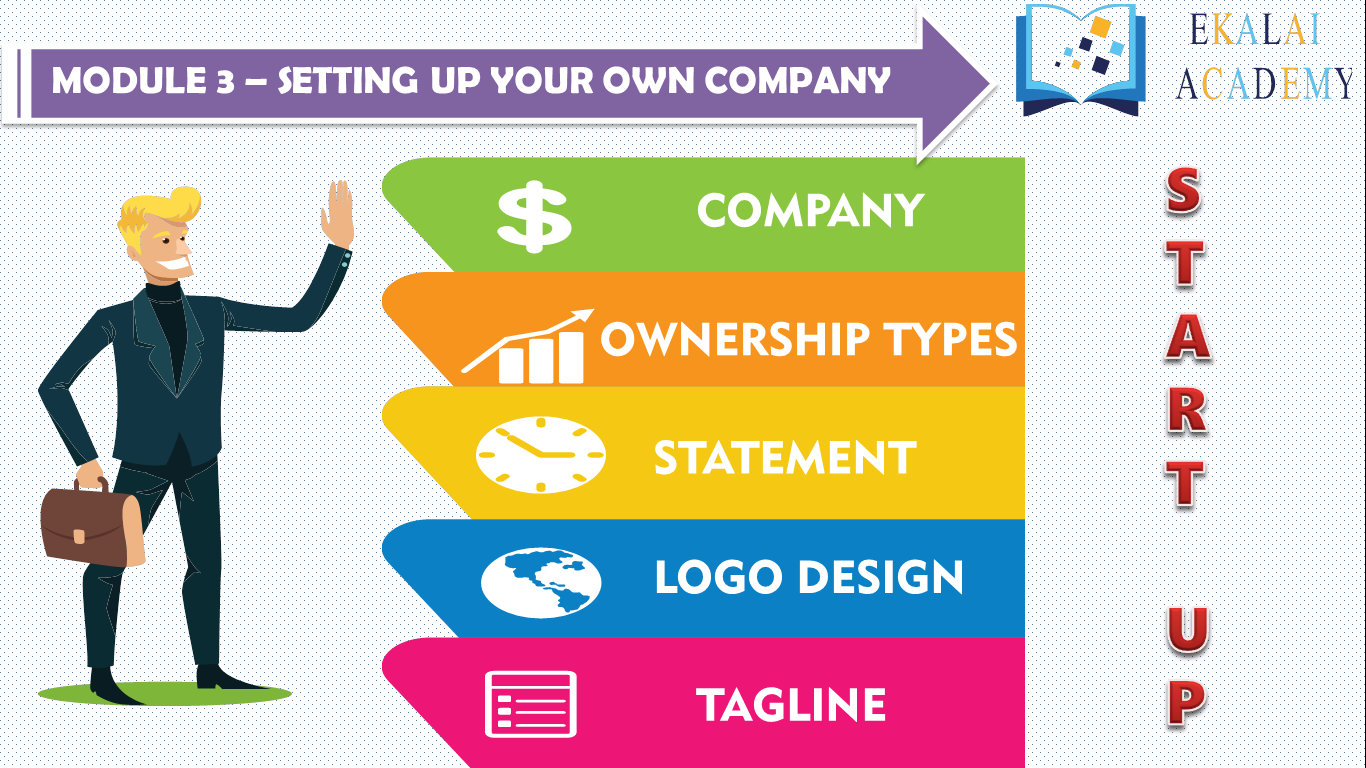 MODULE 3 – SETTING UP YOUR OWN COMPANY
EKALAI
ACADEMY
COMPANY
OWNERSHIP TYPES
STATEMENT
LOGO DESIGN
TAGLINE
START UP
$